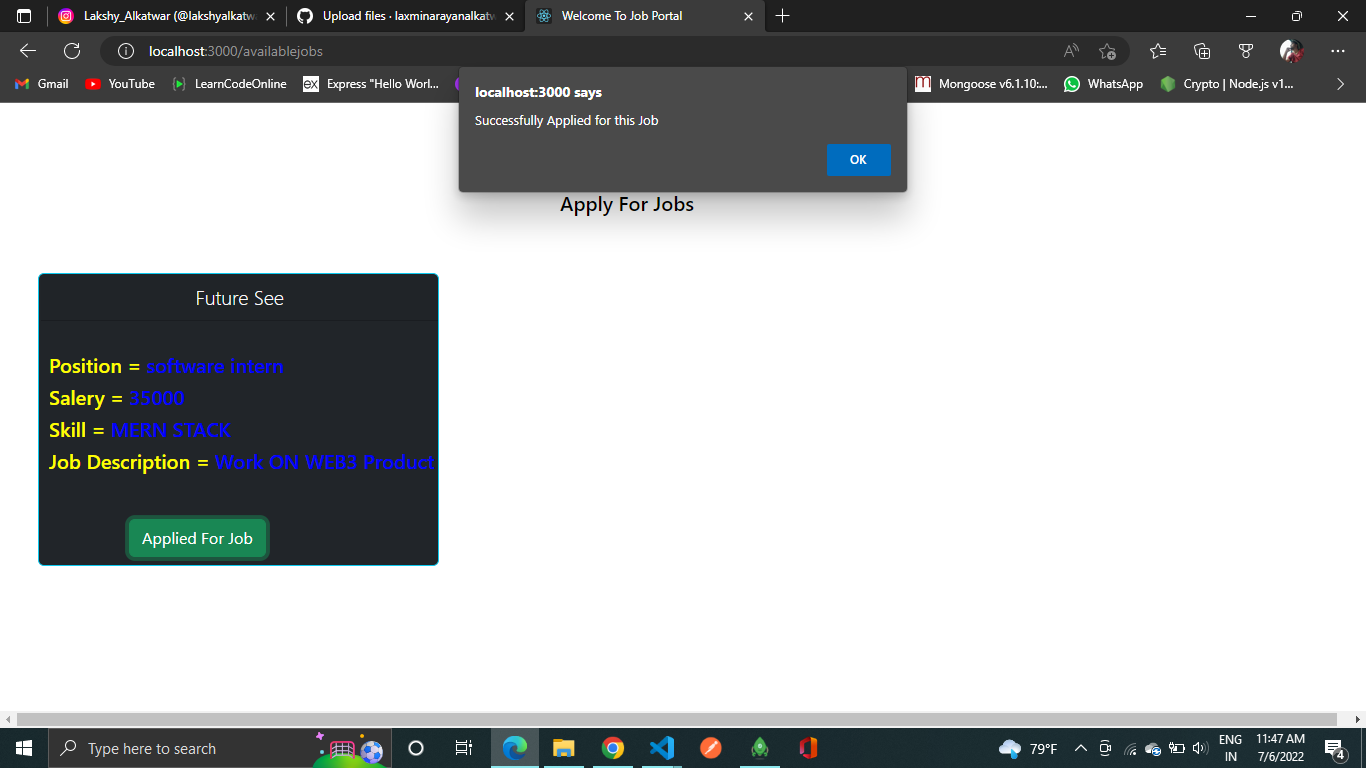 Lakshy_Alkatwar (@lakshyalkatwa
Upload files · laxminarayanalkatw
Welcome To Job Portal
localhost:3000/availablejobs
Gmail
YouTube
LearnCodeOnline
ex Express "Hello Worl...
Mongoose v6.1.10:...
WhatsApp
Crypto | Node.js v1...
localhost:3000 says
Successfully Applied for this Job
OK
Apply For Jobs
Future See
Position = software intern
Salery = 35000
Skill = MERN STACK
Job Description = Work ON WEB3 Product
Applied For Job
Type here to search
79°F
ENG
IN
11:47 AM
7/6/2022
4